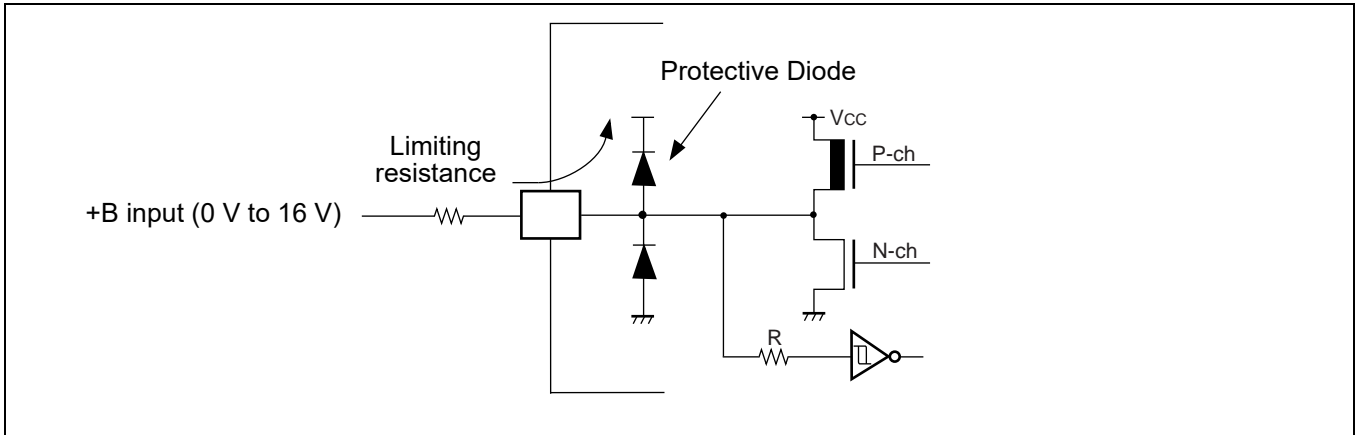 Protective Diode
VCC
Limiting
resistance
P-ch
+B input (0 V to 16 V)
N-ch
R